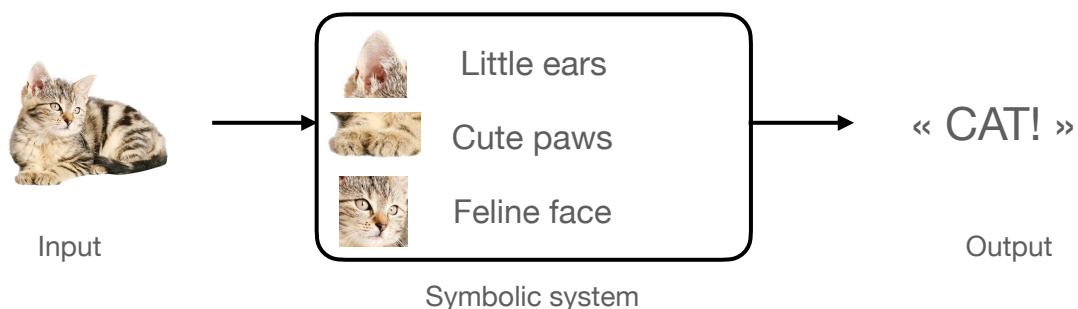 Little ears
Cute paws
« CAT! »
Feline face
Input
Output
Symbolic system